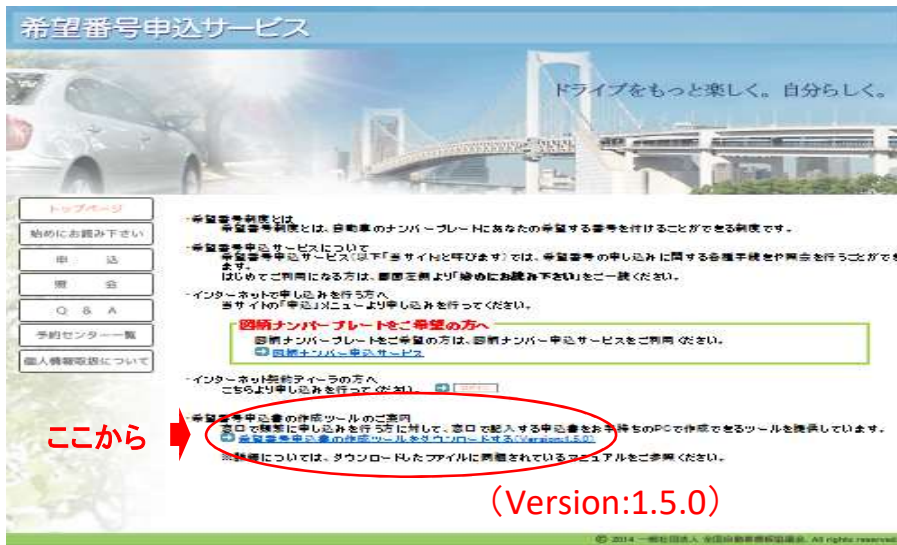 希望番号申込サービス
ドライブをもっと楽しく。自分らしく。
トップページ
始めにお読み下さい
申 込
照 会
Q & A
予約センター一覧
個人情報取扱について
・希望番号制度とは
希望番号制度とは、自動車のナンバープレートにあなたの希望する番号を付けることができる制度です。
・希望番号申込サービスについて
希望番号申込サービス(以下「当サイト」と呼びます)では、希望番号の申し込みに関する各種手続きや照会を行うことができ
ます。
はじめてご利用になる方は、画面左側より「始めにお読み下さい」をご一読ください。
・インターネットで申し込みを行う方へ
当サイトの「申込」メニューより申し込みを行ってください。
図柄ナンバープレートをご希望の方へ
図柄ナンバープレートをご希望の方は、図柄ナンバー申込サービスをご利用ください。
図柄ナンバー申込サービス
・インターネット契約ディーラの方へ
こちらより申し込みを行ってください。
・希望番号申込書の作成ツールのご案内
窓口で頻繁に申し込みを行う方に対して、窓口で記入する申込書をお手持ちのPCで作成できるツールを提供しています。
希望番号申込書の作成ツールをダウンロードする(Version:1.5.0)
※詳細については、ダウンロードしたファイルに同梱されているマニュアルをご参照ください。
ここから
(Version:1.5.0)
© 2014 一般社団法人 全国自動車標板協議会. All rights reserved